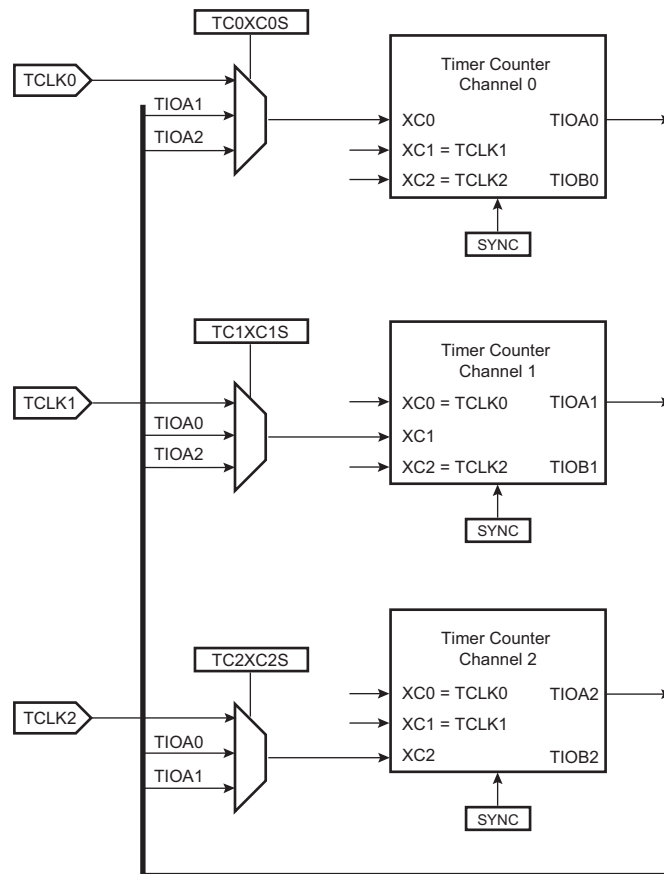 TC0XC0S
TCLK0
TIOA1
TIOA2
Timer Counter
Channel 0
XC0
TIOA0
XC1 = TCLK1
XC2 = TCLK2
TIOB0
SYNC
TC1XC1S
TCLK1
TIOA0
TIOA2
Timer Counter
Channel 1
XC0 = TCLK0
TIOA1
XC1
XC2 = TCLK2
TIOB1
SYNC
TC2XC2S
TCLK2
TIOA0
TIOA1
Timer Counter
Channel 2
XC0 = TCLK0
TIOA2
XC1 = TCLK1
XC2
TIOB2
SYNC